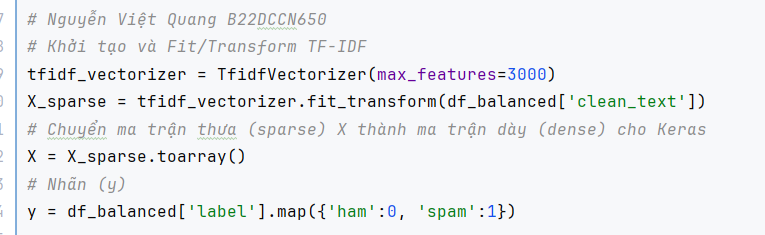 # Nguyễn Việt Quang B22DCCN650
# Khởi tạo và Fit/Transform TF-IDF
tfidf_vectorizer = TfidfVectorizer(max_features=3000)
X_sparse = tfidf_vectorizer.fit_transform(df_balanced['clean_text'])
# Chuyển ma trận thưa (sparse) X thành ma trận dày (dense) cho Keras
X = X_sparse.toarray()
# Nhãn (y)
y = df_balanced['label'].map({'ham':0, 'spam':1})